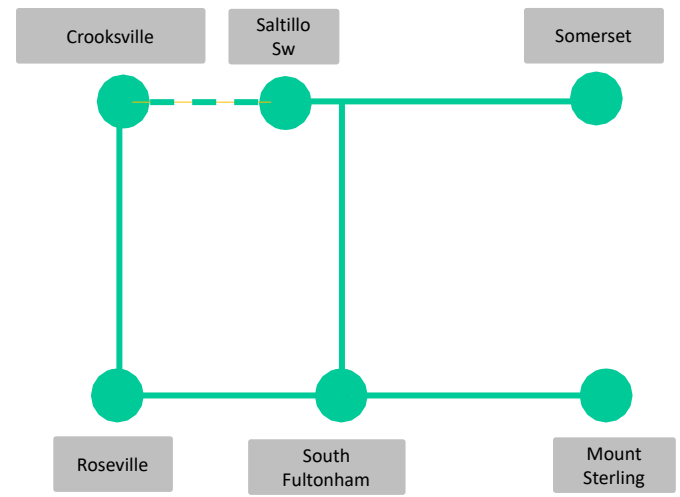 Crooksville
Saltillo
Sw
Somerset
Roseville
South
Fultonham
Mount
Sterling